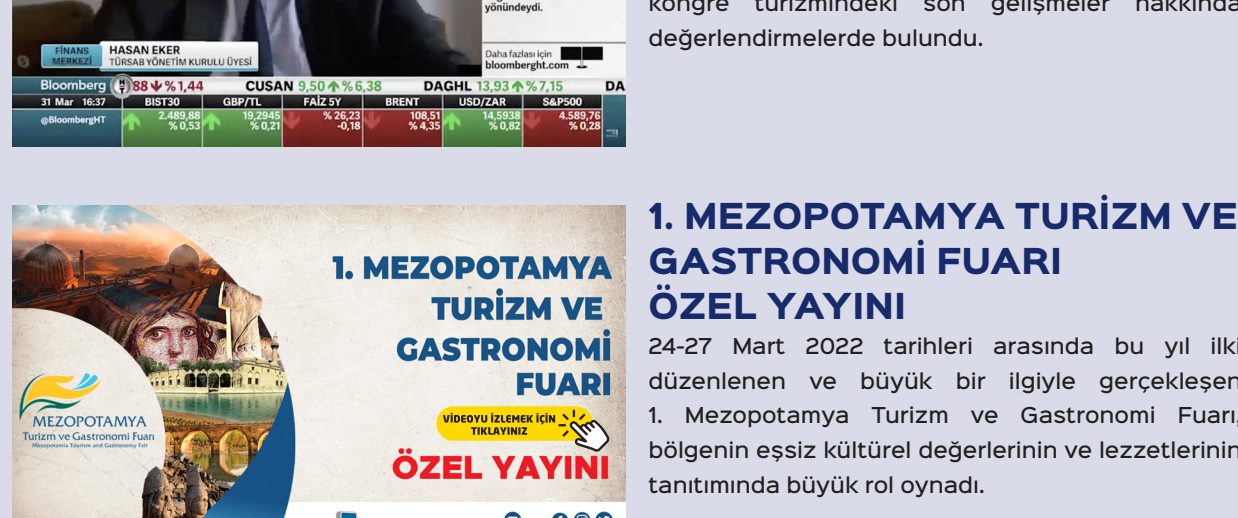 yönündeydi.
Daha fazlası için
bloomberght.com
FİNANS
MERKEZİ
HASAN EKER
TÜRSAB YÖNETİM KURULU ÜYESİ
Bloomberg HT 88 %1,44 CUSAN 9,50 %6,38 DAGHL 13,93 %7,15 DA
31 Mar 16:37 BIST30 GBP/TL FAİZ 5Y BRENT USD/ZAR S&P500
@BloombergHT 2.489,88 19,2945 % 26,23 108,51 14,5938 4.589,76
% 0,53 % 0,21 -0,18 % 4,35 % 0,82 % 0,28
kongre turizmindeki son gelişmeler hakkında
değerlendirmelerde bulundu.
1. MEZOPOTAMYA
TURİZM VE
GASTRONOMİ
FUARI
VİDEOYU İZLEMEK İÇİN
TIKLAYINIZ
ÖZEL YAYINI
MEZOPOTAMYA
Turizm ve Gastronomi Fuarı
Mesopotamia Tourism and Gastronomy Fair
1. MEZOPOTAMYA TURİZM VE
GASTRONOMİ FUARI
ÖZEL YAYINI
24-27 Mart 2022 tarihleri arasında bu yıl ilki
düzenlenen ve büyük bir ilgiyle gerçekleşen
1. Mezopotamya Turizm ve Gastronomi Fuarı,
bölgenin eşsiz kültürel değerlerinin ve lezzetlerinin
tanıtımında büyük rol oynadı.